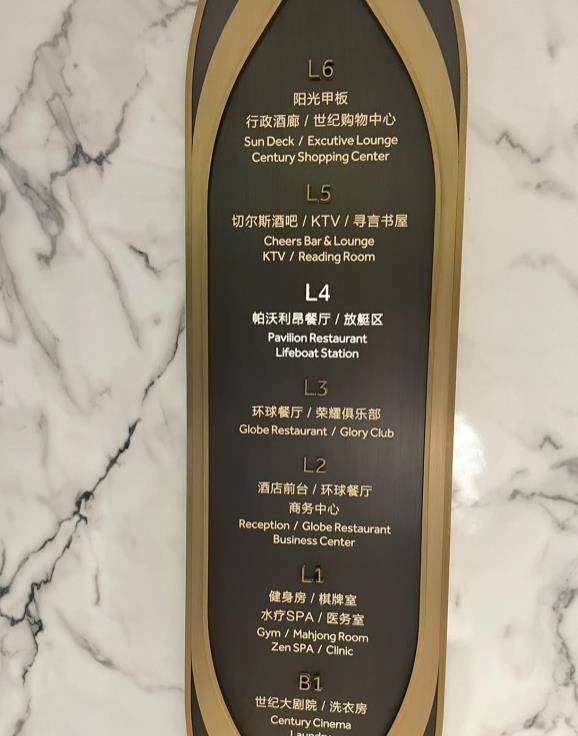 L6
阳光甲板
行政酒廊 / 世纪购物中心
Sun Deck / Excutive Lounge
Century Shopping Center
L5
切尔斯酒吧 / KTV / 寻言书屋
Cheers Bar & Lounge
KTV / Reading Room
L4
帕沃利昂餐厅 / 放艇区
Pavilion Restaurant
Lifeboat Station
L3
环球餐厅 / 荣耀俱乐部
Globe Restaurant / Glory Club
L2
酒店前台 / 环球餐厅
商务中心
Reception / Globe Restaurant
Business Center
L1
健身房 / 棋牌室
水疗SPA / 医务室
Gym / Mahjong Room
Zen SPA / Clinic
B1
世纪大剧院 / 洗衣房
Century Cinema